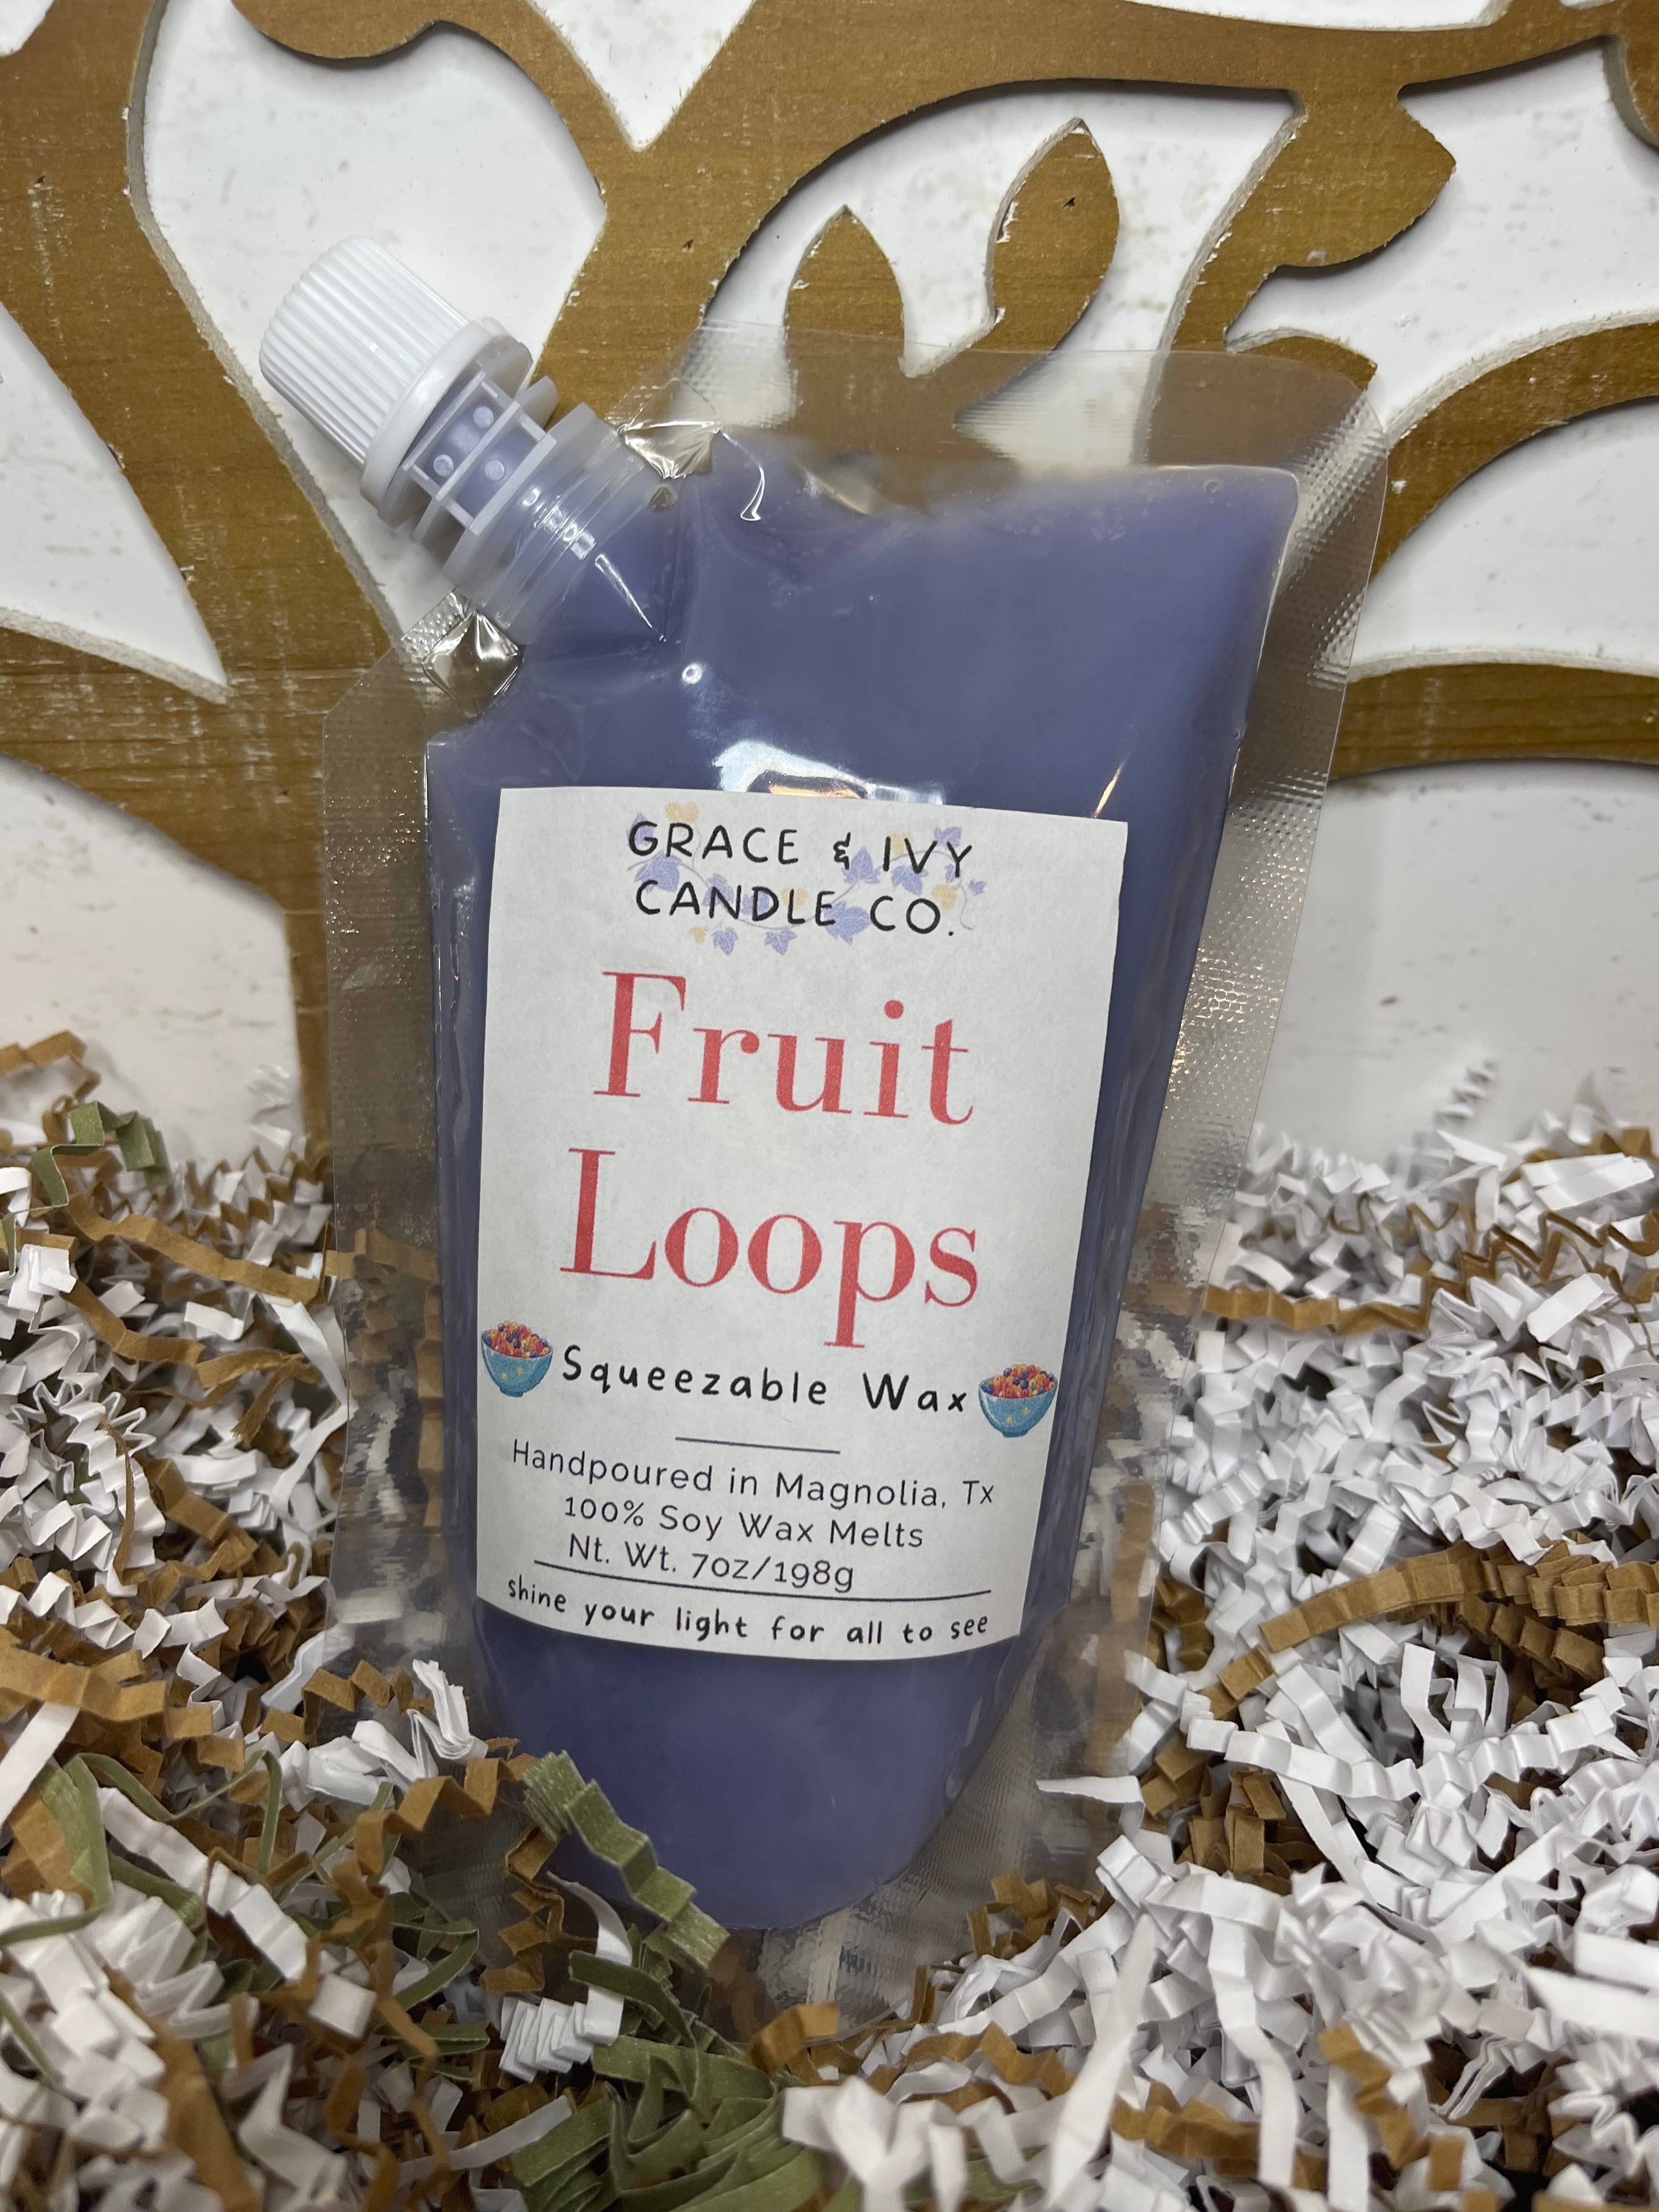 GRACE & IVY
CANDLE CO.
Fruit
Loops
Squeezable Wax
Handpoured in Magnolia, Tx
100% Soy Wax Melts
Nt. Wt. 7oz/198g
shine your light for all to see